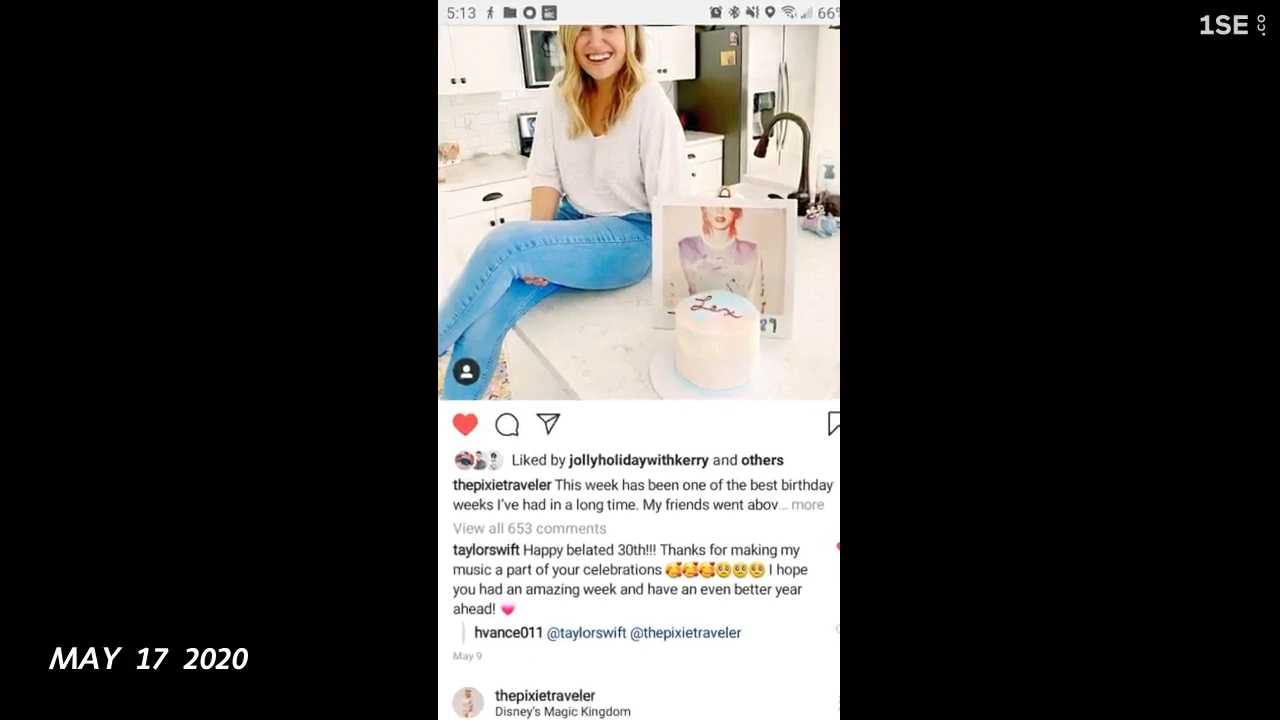 5:13
66%
1SE.CO
Lex
89
Liked by jollyholidaywithkerry and others
thepixietraveler This week has been one of the best birthday
weeks I've had in a long time. My friends went abov... more
View all 653 comments
taylorswift Happy belated 30th!!! Thanks for making my
music a part of your celebrations 🥰🥰🥰🥺🥺🥺 I hope
you had an amazing week and have an even better year
ahead! 💗
hvance011 @taylorswift @thepixietraveler
May 9
MAY 17 2020
thepixietraveler
Disney's Magic Kingdom